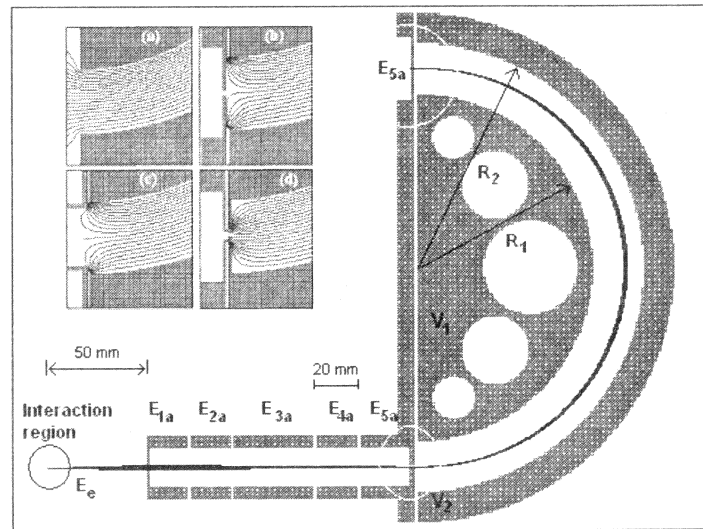 (a)
(b)
(c)
(d)
E5a
R2
R1
V1
50 mm
20 mm
Interaction
region
E1a
E2a
E3a
E4a
E5a
Ee
V2